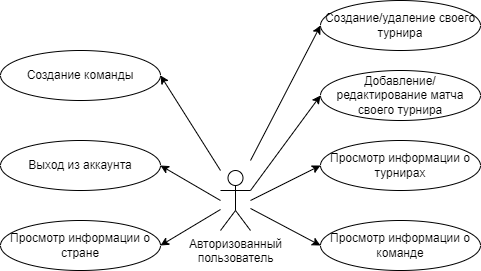 Создание/удаление своего
турнира
Создание команды
Добавление/
редактирование матча
своего турнира
Выход из аккаунта
Просмотр информации о
турнирах
Просмотр информации о
стране
Авторизованный
пользователь
Просмотр информации о
команде